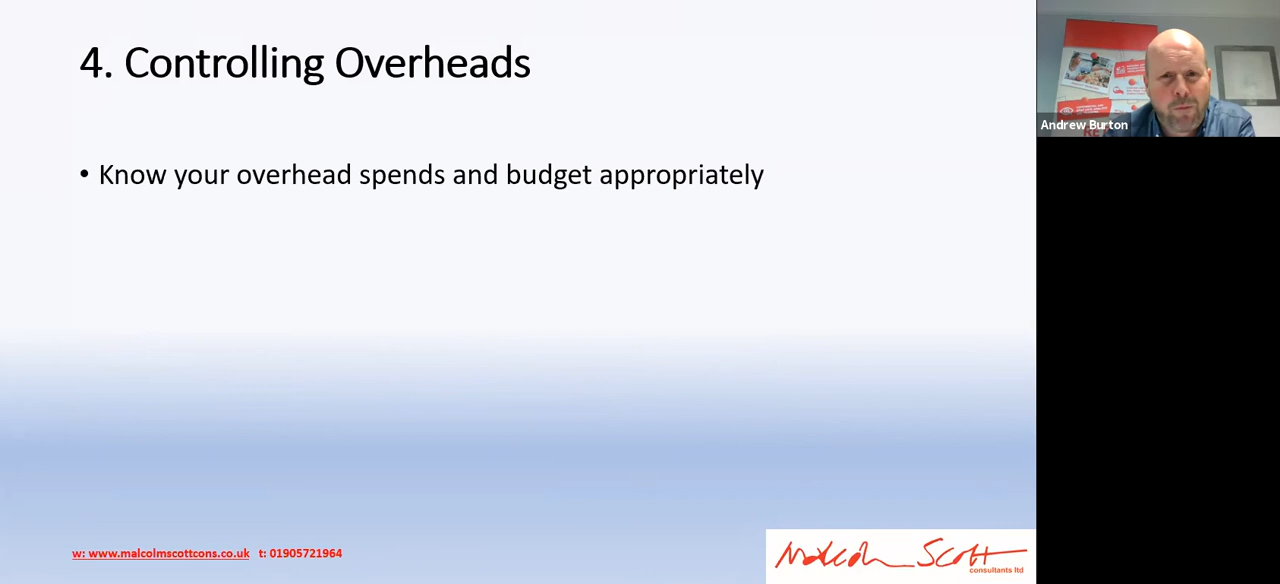 4. Controlling Overheads
• Know your overhead spends and budget appropriately
Andrew Burton
w: www.malcolmscottcons.co.uk t: 01905721964
Malcolm Scott
consultants ltd